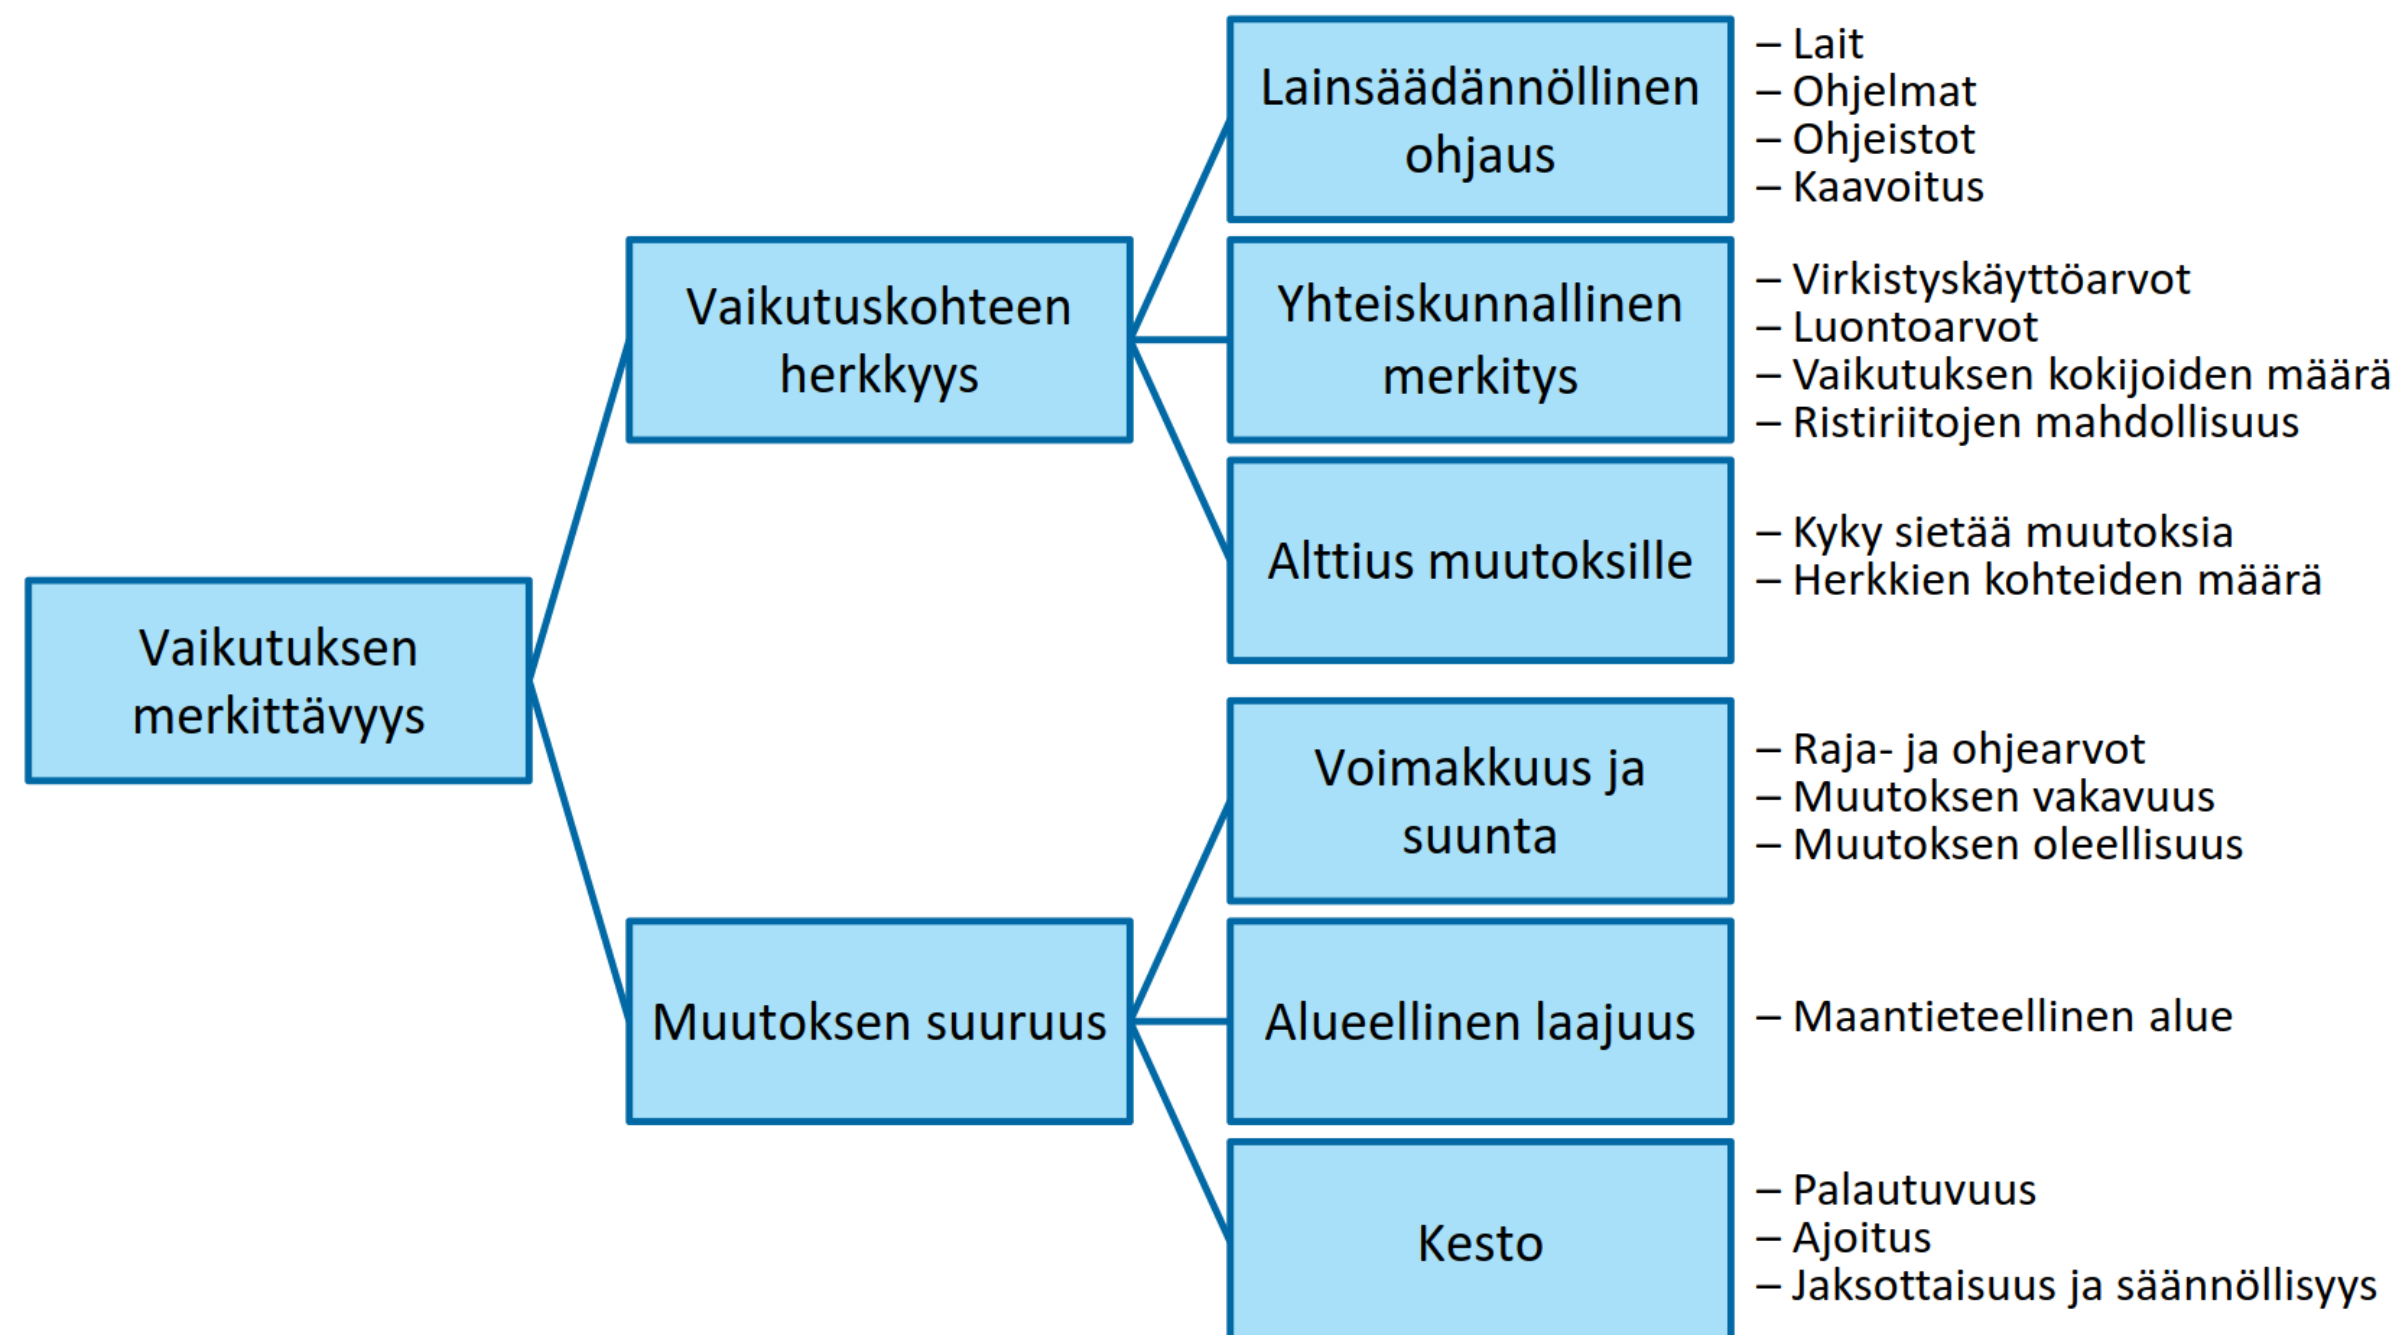 Vaikutuksen
merkittävyys
Vaikutuskohteen
herkkyys
Lainsäädännöllinen
ohjaus
– Lait
– Ohjelmat
– Ohjeistot
– Kaavoitus
Yhteiskunnallinen
merkitys
– Virkistyskäyttöarvot
– Luontoarvot
– Vaikutuksen kokijoiden määrä
– Ristiriitojen mahdollisuus
Alttius muutoksille
– Kyky sietää muutoksia
– Herkkien kohteiden määrä
Muutoksen suuruus
Voimakkuus ja
suunta
– Raja- ja ohjearvot
– Muutoksen vakavuus
– Muutoksen oleellisuus
Alueellinen laajuus
– Maantieteellinen alue
Kesto
– Palautuvuus
– Ajoitus
– Jaksottaisuus ja säännöllisyys